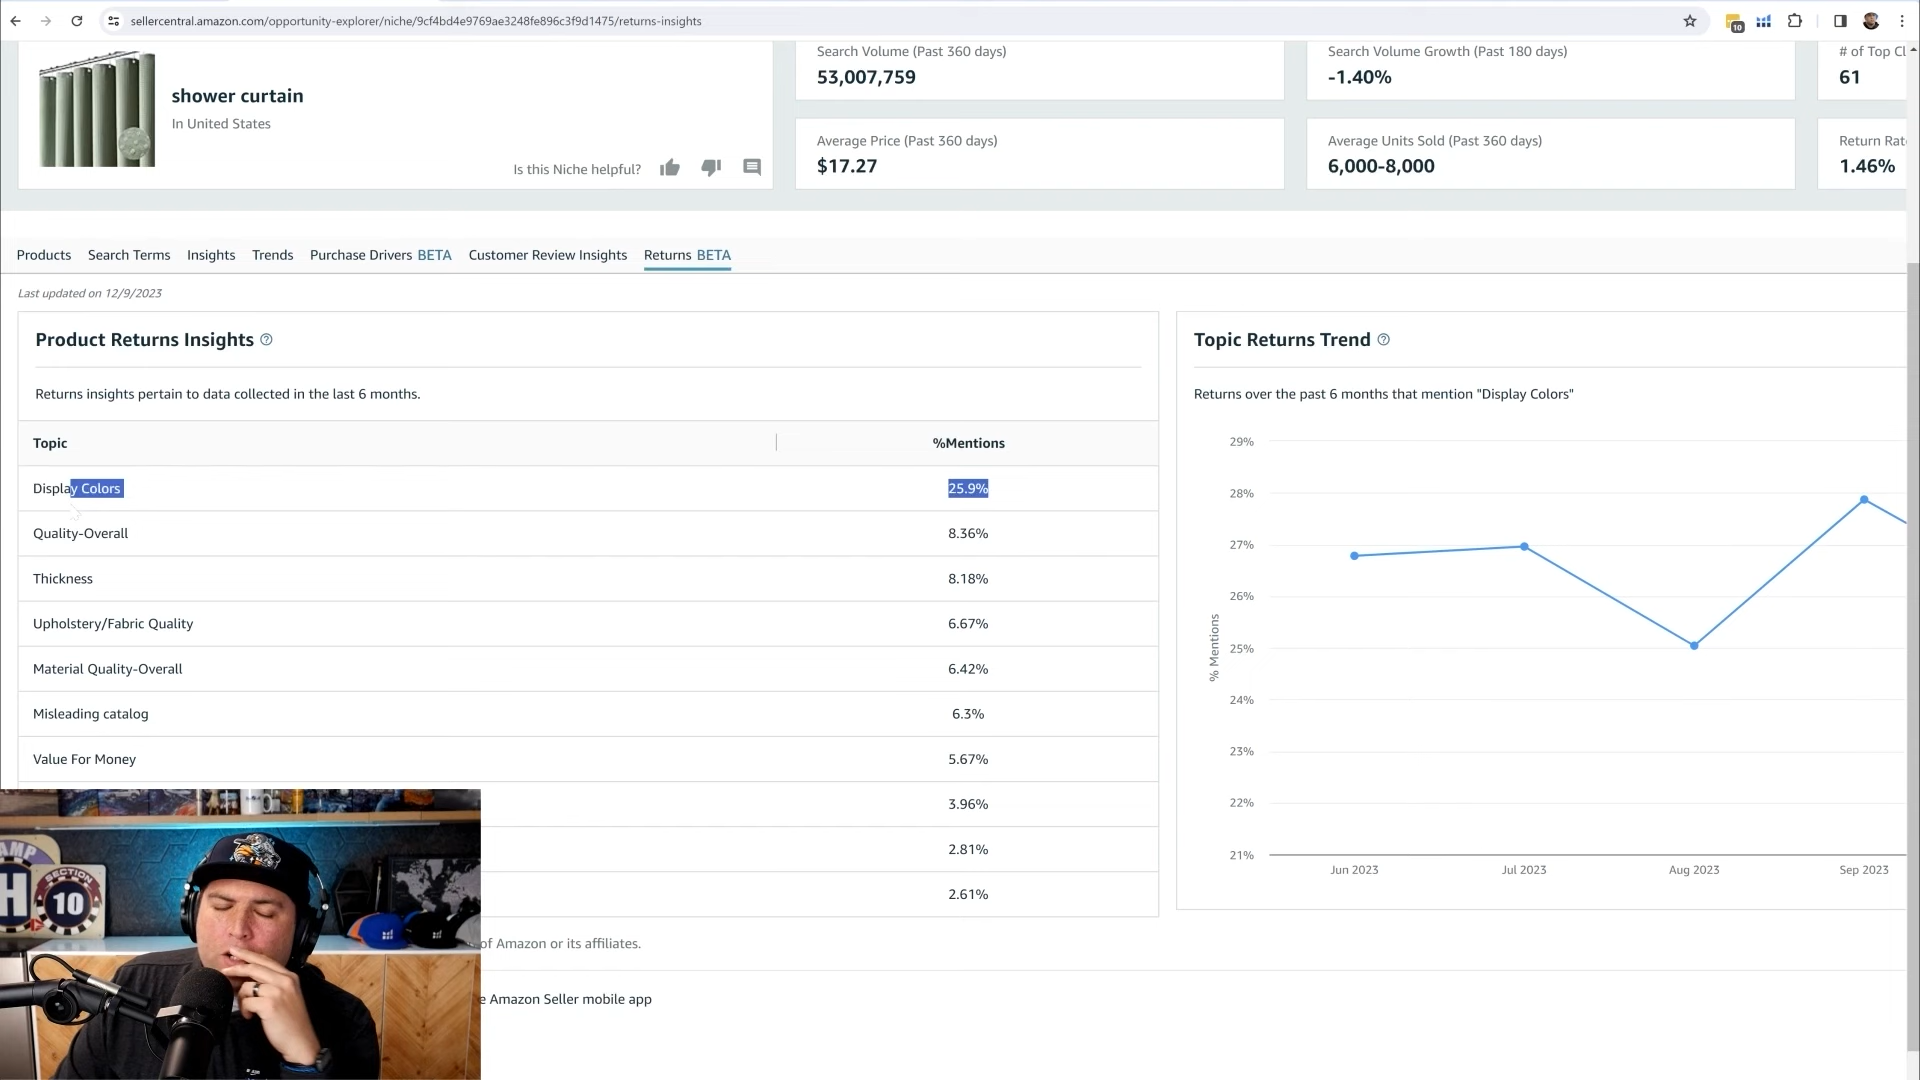 sellercentral.amazon.com/opportunity-explorer/niche/9cf4bd4e9769ae3248fe896c3f9d1475/returns-insights
10
shower curtain
In United States
Is this Niche helpful?
Search Volume (Past 360 days)
53,007,759
Search Volume Growth (Past 180 days)
-1.40%
# of Top Cl
61
Average Price (Past 360 days)
$17.27
Average Units Sold (Past 360 days)
6,000-8,000
Return Rat
1.46%
Products Search Terms Insights Trends Purchase Drivers BETA Customer Review Insights Returns BETA
Last updated on 12/9/2023
Product Returns Insights
Returns insights pertain to data collected in the last 6 months.
Topic %Mentions
Display Colors 25.9%
Quality-Overall 8.36%
Thickness 8.18%
Upholstery/Fabric Quality 6.67%
Material Quality-Overall 6.42%
Misleading catalog 6.3%
Value For Money 5.67%
3.96%
2.81%
2.61%
Topic Returns Trend
Returns over the past 6 months that mention "Display Colors"
% Mentions
29%
28%
27%
26%
25%
24%
23%
22%
21%
Jun 2023 Jul 2023 Aug 2023 Sep 2023
of Amazon or its affiliates.
e Amazon Seller mobile app
AMP
H
SECTION
10